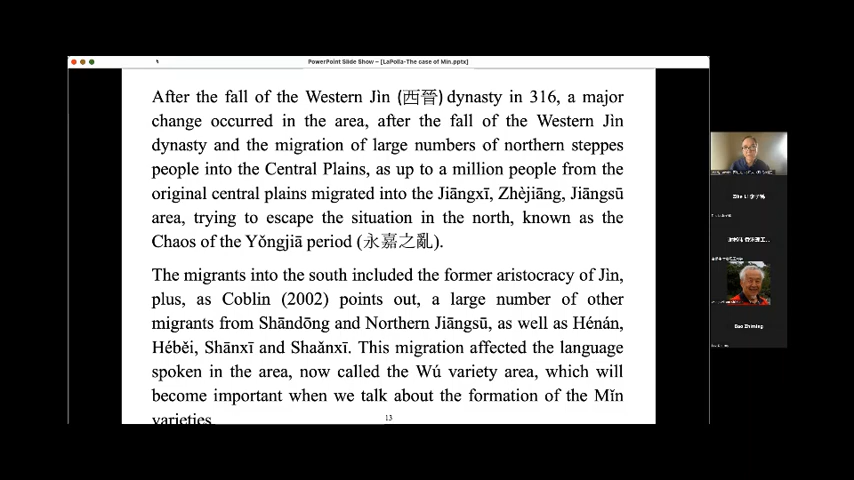 PowerPoint Slide Show – [LaPolla-The case of Min.pptx]
After the fall of the Western Jìn (西晉) dynasty in 316, a major
change occurred in the area, after the fall of the Western Jìn
dynasty and the migration of large numbers of northern steppes
people into the Central Plains, as up to a million people from the
original central plains migrated into the Jiāngxī, Zhèjiāng, Jiāngsū
area, trying to escape the situation in the north, known as the
Chaos of the Yǒngjiā period (永嘉之亂).
The migrants into the south included the former aristocracy of Jìn,
plus, as Coblin (2002) points out, a large number of other
migrants from Shāndōng and Northern Jiāngsū, as well as Hénán,
Héběi, Shānxī and Shaǎnxī. This migration affected the language
spoken in the area, now called the Wú variety area, which will
become important when we talk about the formation of the Mǐn
varieties.
13
Bao Zhiming